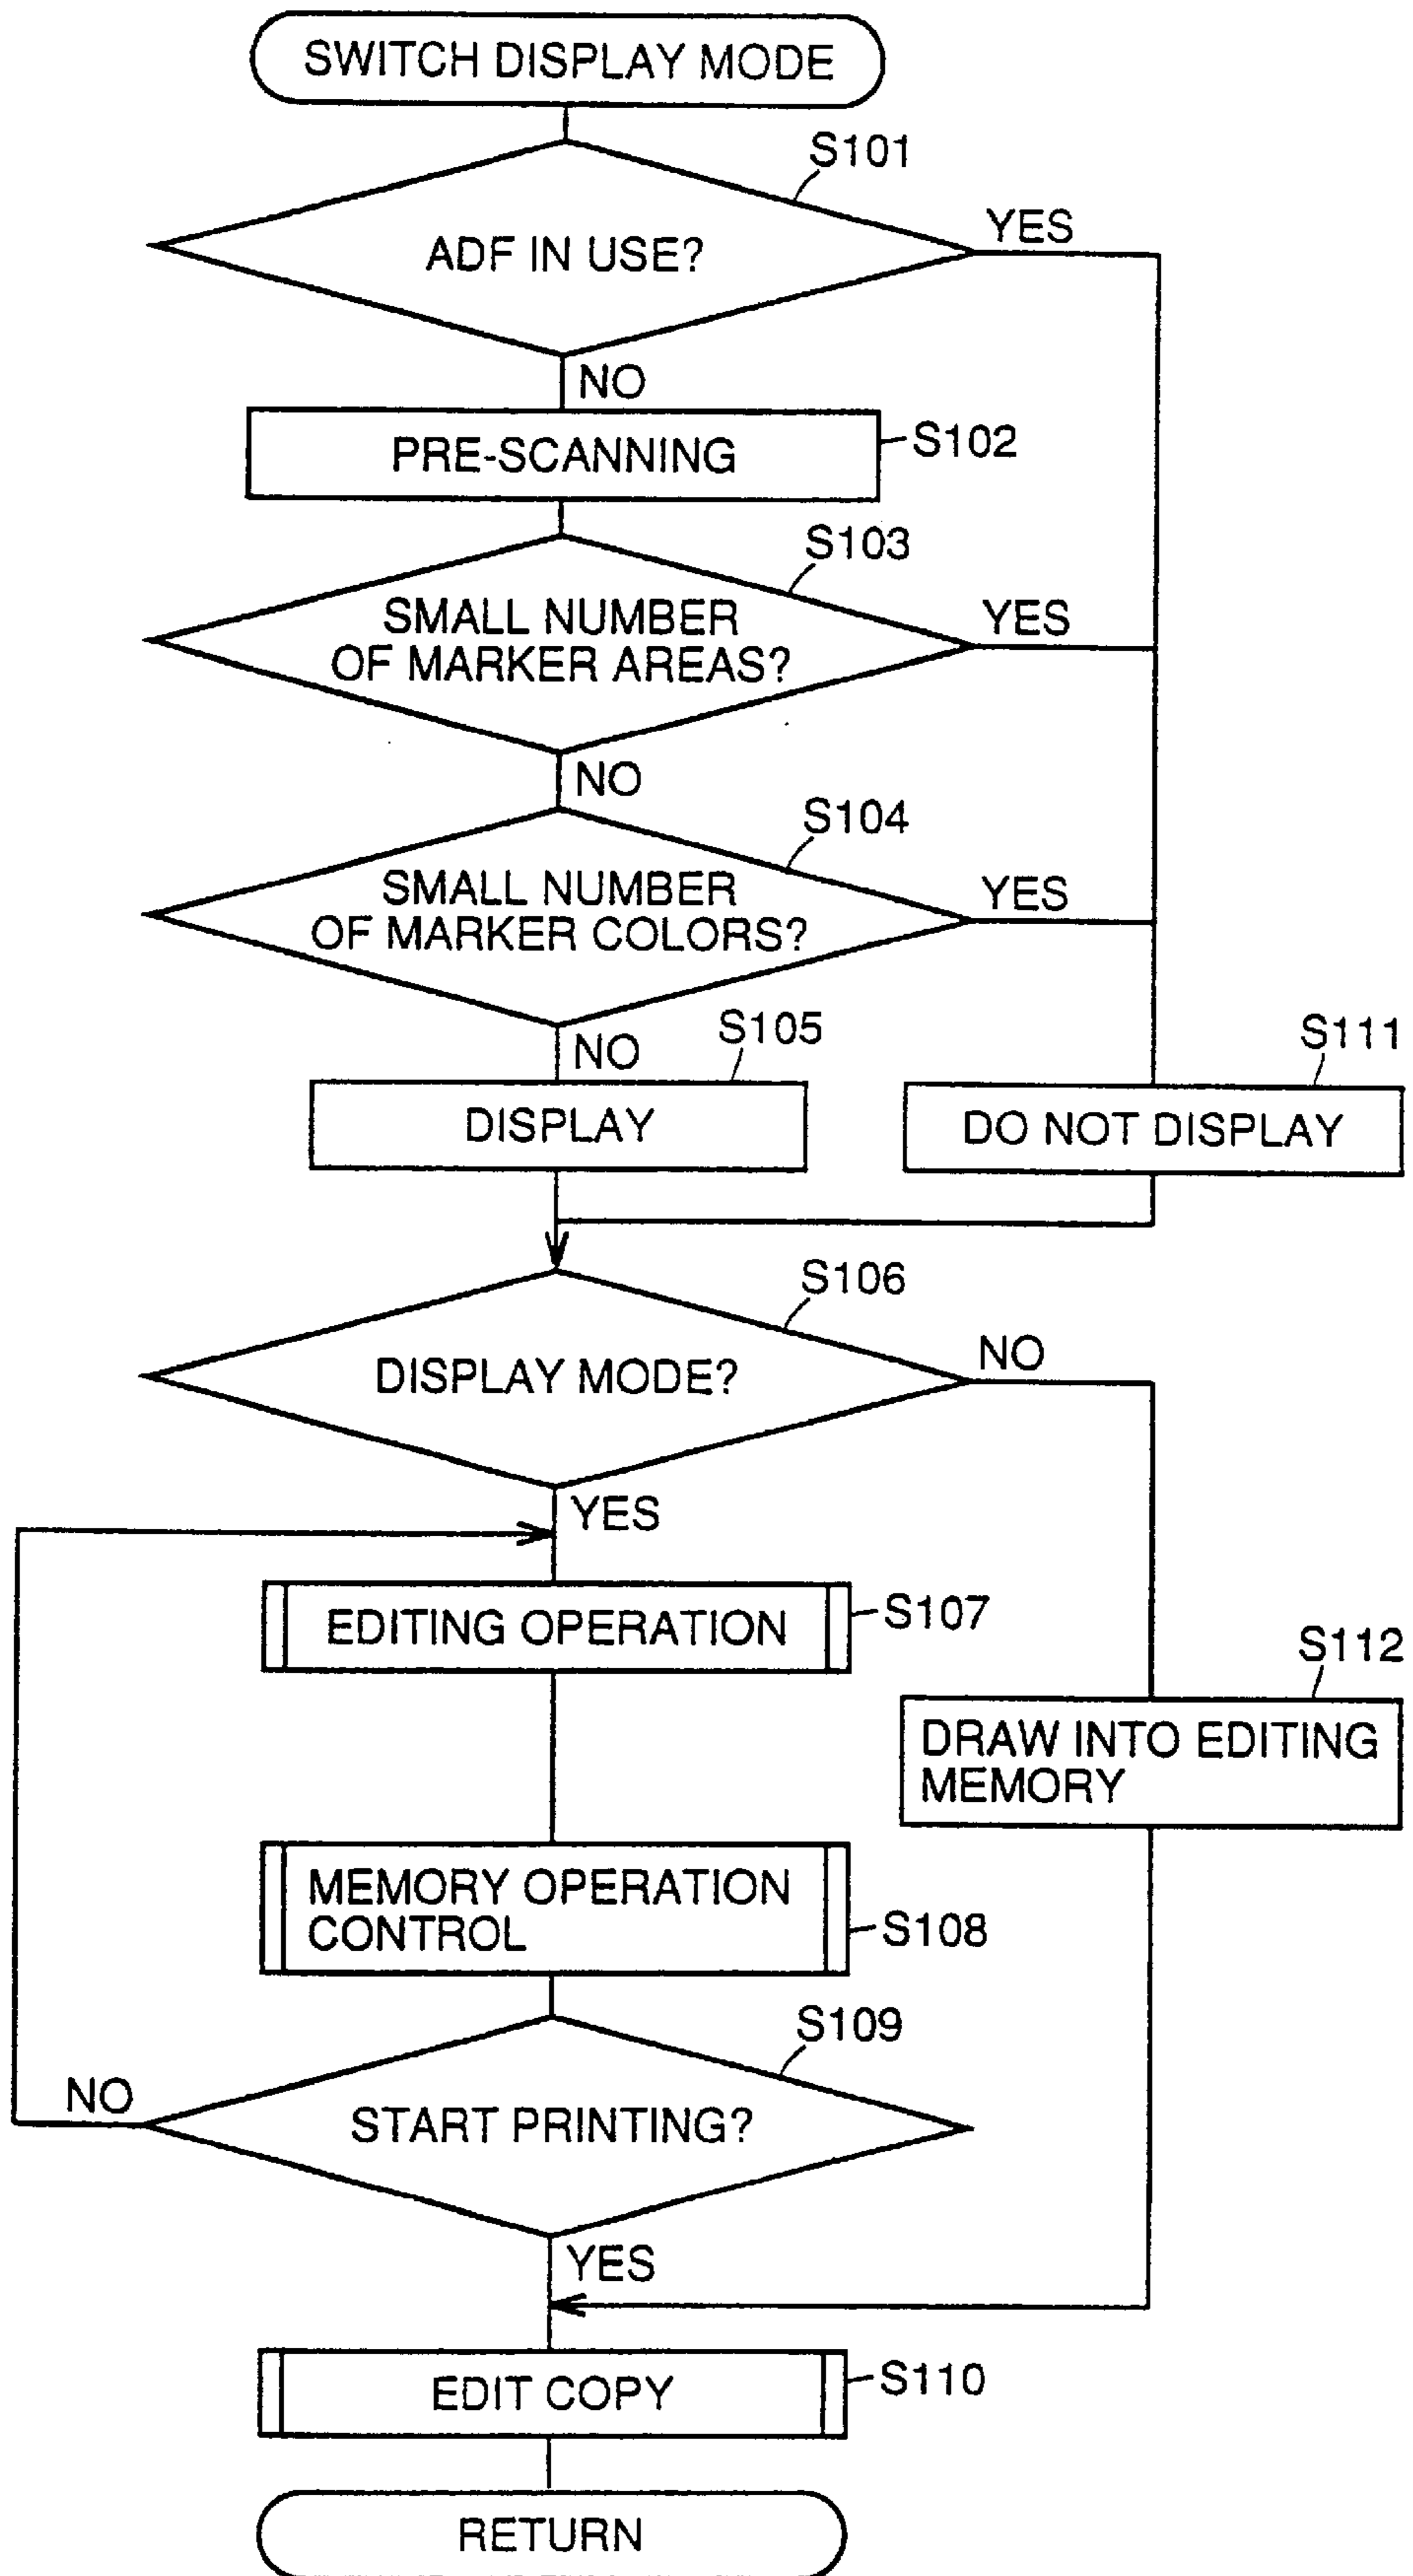 SWITCH DISPLAY MODE
S101
ADF IN USE?
YES
NO
PRE-SCANNING
S102
S103
SMALL NUMBER
OF MARKER AREAS?
YES
NO
S104
SMALL NUMBER
OF MARKER COLORS?
YES
NO
S105
DISPLAY
S111
DO NOT DISPLAY
S106
DISPLAY MODE?
NO
YES
EDITING OPERATION
S107
S112
DRAW INTO EDITING
MEMORY
MEMORY OPERATION
CONTROL
S108
S109
START PRINTING?
NO
YES
EDIT COPY
S110
RETURN